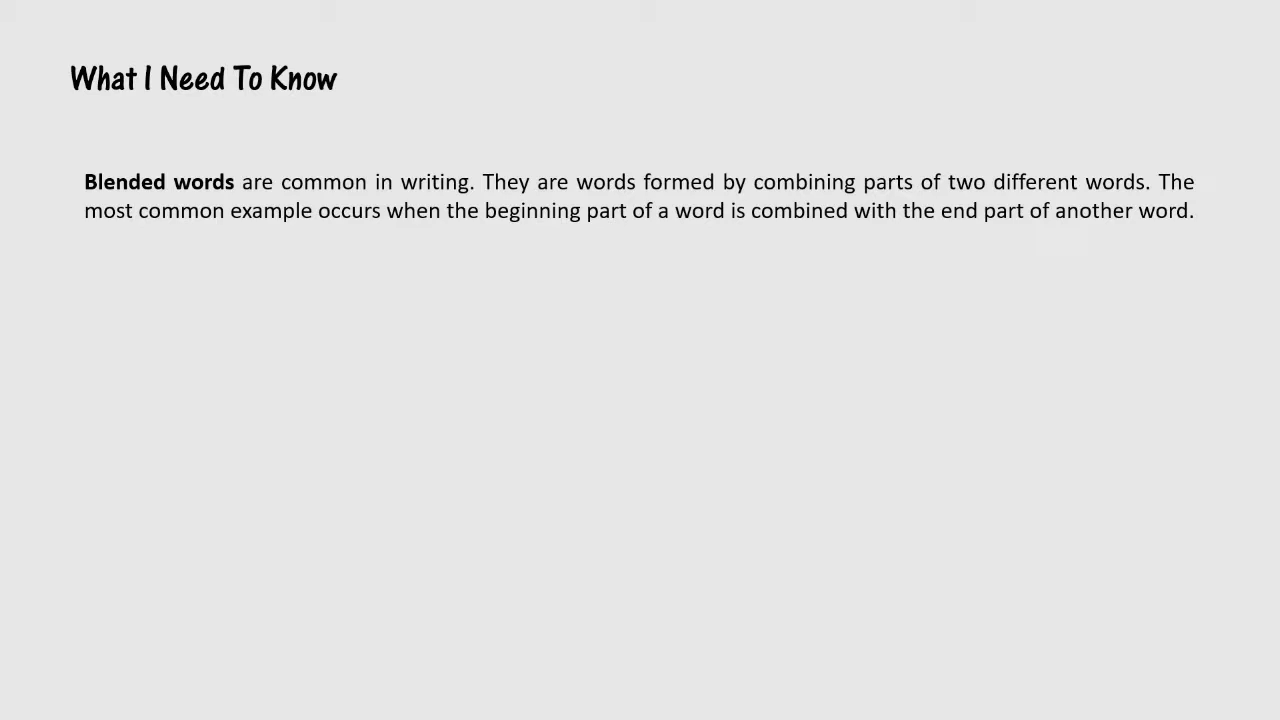 What I Need To Know
Blended words are common in writing. They are words formed by combining parts of two different words. The
most common example occurs when the beginning part of a word is combined with the end part of another word.